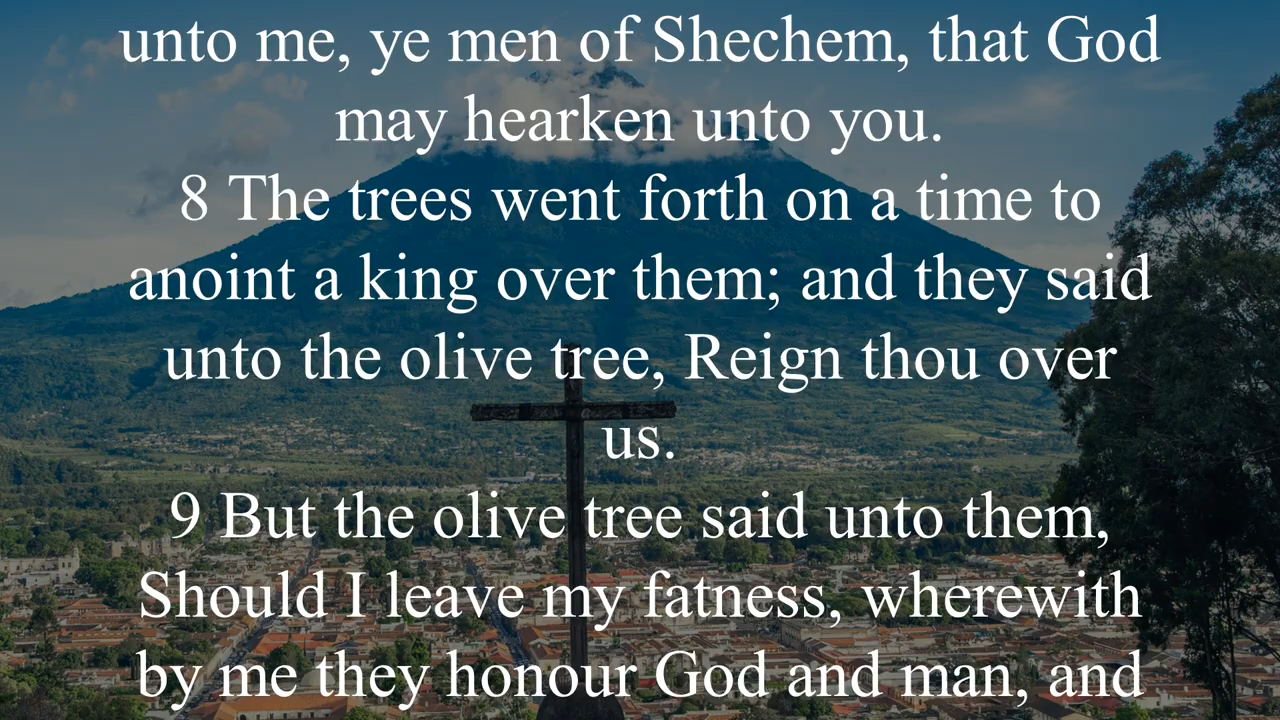 unto me, ye men of Shechem, that God
may hearken unto you.
8 The trees went forth on a time to
anoint a king over them; and they said
unto the olive tree, Reign thou over
us.
9 But the olive tree said unto them,
Should I leave my fatness, wherewith
by me they honour God and man, and